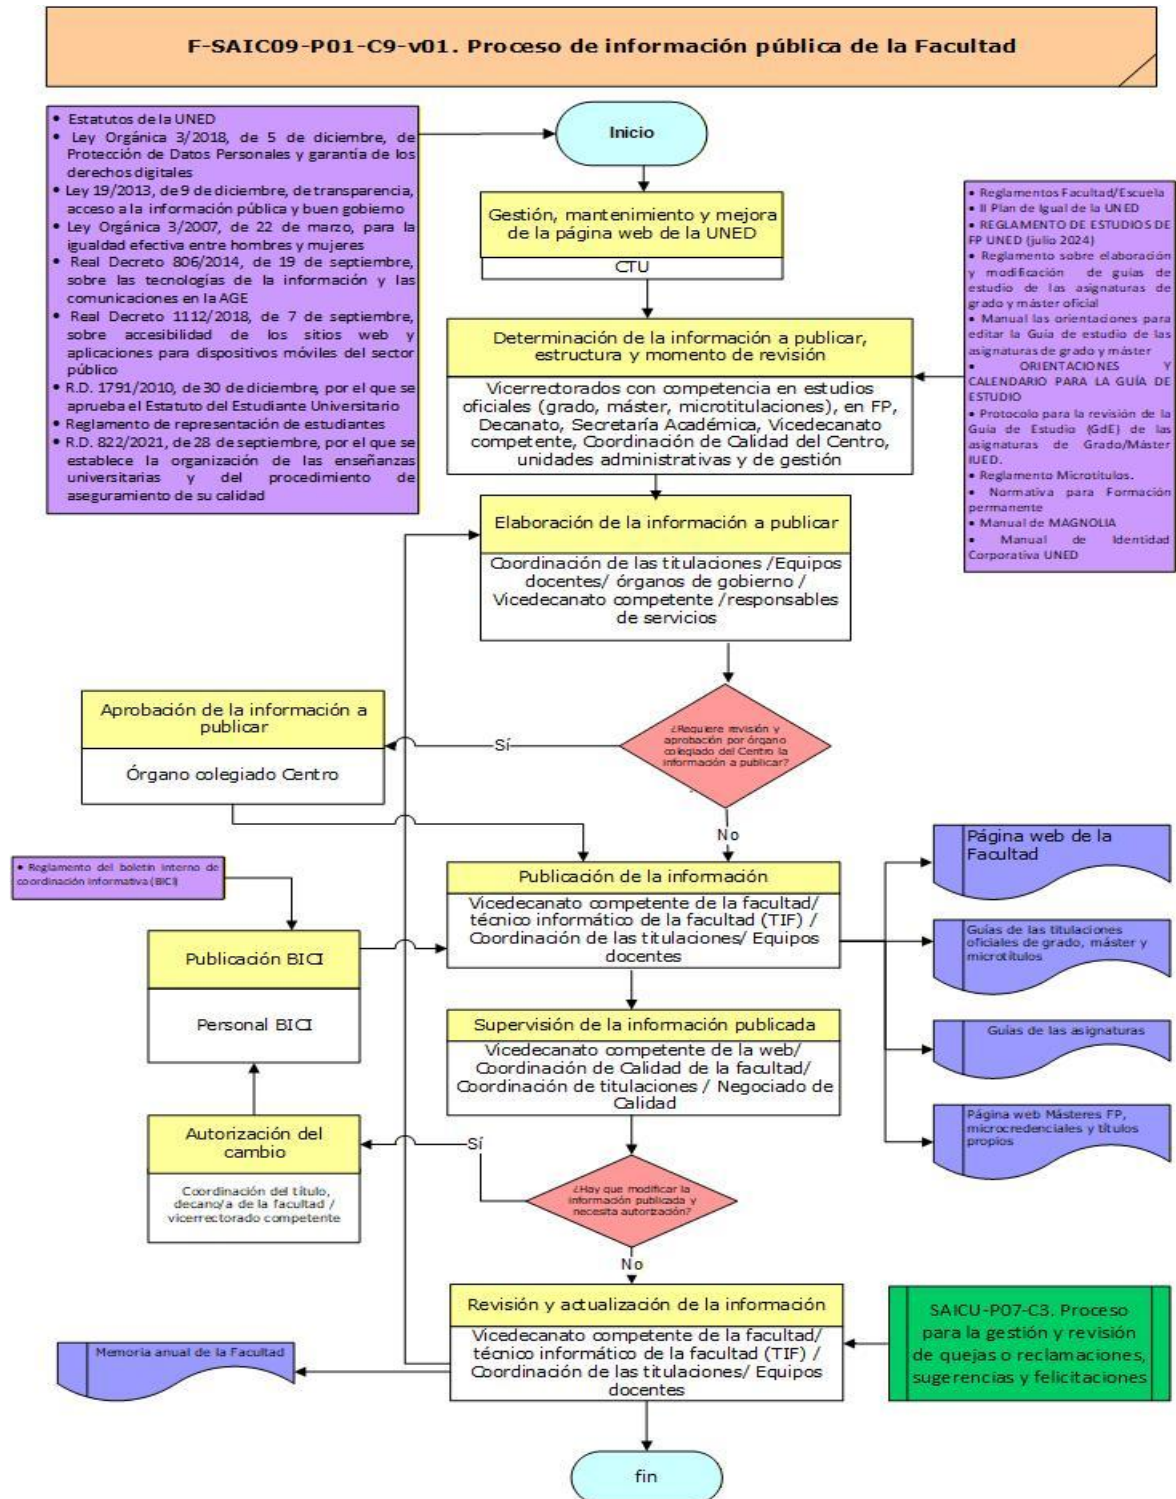 F-SAIC09-P01-C9-v01. Proceso de información pública de la Facultad
• Estatutos de la UNED
• Ley Orgánica 3/2018, de 5 de diciembre, de
Protección de Datos Personales y garantía de los
derechos digitales
• Ley 19/2013, de 9 de diciembre, de transparencia,
acceso a la información pública y buen gobierno
• Ley Orgánica 3/2007, de 22 de marzo, para la
igualdad efectiva entre hombres y mujeres
• Real Decreto 806/2014, de 19 de septiembre,
sobre las tecnologías de la información y las
comunicaciones en la AGE
• Real Decreto 1112/2018, de 7 de septiembre,
sobre accesibilidad de los sitios web y
aplicaciones para dispositivos móviles del sector
público
• R.D. 1791/2010, de 30 de diciembre, por el que se
aprueba el Estatuto del Estudiante Universitario
• Reglamento de representación de estudiantes
• R.D. 822/2021, de 28 de septiembre, por el que se
establece la organización de las enseñanzas
universitarias y del procedimiento de
aseguramiento de su calidad
Inicio
Gestión, mantenimiento y mejora
de la página web de la UNED
CTU
• Reglamentos Facultad/Escuela
• II Plan de Igual de la UNED
• REGLAMENTO DE ESTUDIOS DE
FP UNED (julio 2024)
• Reglamento sobre elaboración
y modificación de guías de
estudio de las asignaturas de
grado y máster oficial
• Manual las orientaciones para
editar la Guía de estudio de las
asignaturas de grado y máster
• ORIENTACIONES Y
CALENDARIO PARA LA GUÍA DE
ESTUDIO
• Protocolo para la revisión de la
Guía de Estudio (GdE) de las
asignaturas de Grado/Máster
IUED.
• Reglamento Microtítulos.
• Normativa para Formación
permanente
• Manual de MAGNOLIA
• Manual de Identidad
Corporativa UNED
Determinación de la información a publicar,
estructura y momento de revisión
Vicerrectorados con competencia en estudios
oficiales (grado, máster, microtitulaciones), en FP,
Decanato, Secretaría Académica, Vicedecanato
competente, Coordinación de Calidad del Centro,
unidades administrativas y de gestión
Elaboración de la información a publicar
Coordinación de las titulaciones /Equipos
docentes/ órganos de gobierno /
Vicedecanato competente /responsables
de servicios
¿Requiere revisión y
aprobación por órgano
colegiado del Centro la
información a publicar?
Sí
No
Aprobación de la información a
publicar
Órgano colegiado Centro
• Reglamento del boletín interno de
coordinación informativa (BICI)
Publicación BICI
Personal BICI
Publicación de la información
Vicedecanato competente de la facultad/
técnico informático de la facultad (TIF) /
Coordinación de las titulaciones/ Equipos
docentes
Página web de la
Facultad
Guías de las titulaciones
oficiales de grado, máster y
microtítulos
Guías de las asignaturas
Página web Másteres FP,
microcredenciales y títulos
propios
Supervisión de la información publicada
Vicedecanato competente de la web/
Coordinación de Calidad de la facultad/
Coordinación de titulaciones / Negociado de
Calidad
Autorización del
cambio
Coordinación del título,
decano/a de la facultad /
vicerrectorado competente
Sí
¿Hay que modificar la
información publicada y
necesita autorización?
No
Revisión y actualización de la información
Vicedecanato competente de la facultad/
técnico informático de la facultad (TIF) /
Coordinación de las titulaciones/ Equipos
docentes
Memoria anual de la Facultad
SAICU-P07-C3. Proceso
para la gestión y revisión
de quejas o reclamaciones,
sugerencias y felicitaciones
fin